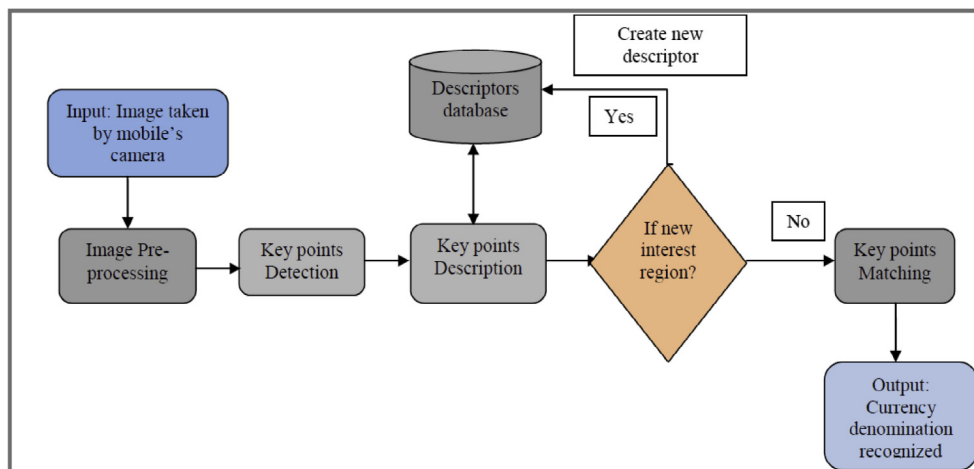 Input: Image taken
by mobile's
camera
Image Pre-
processing
Key points
Detection
Key points
Description
Descriptors
database
Create new
descriptor
Yes
If new
interest
region?
No
Key points
Matching
Output:
Currency
denomination
recognized